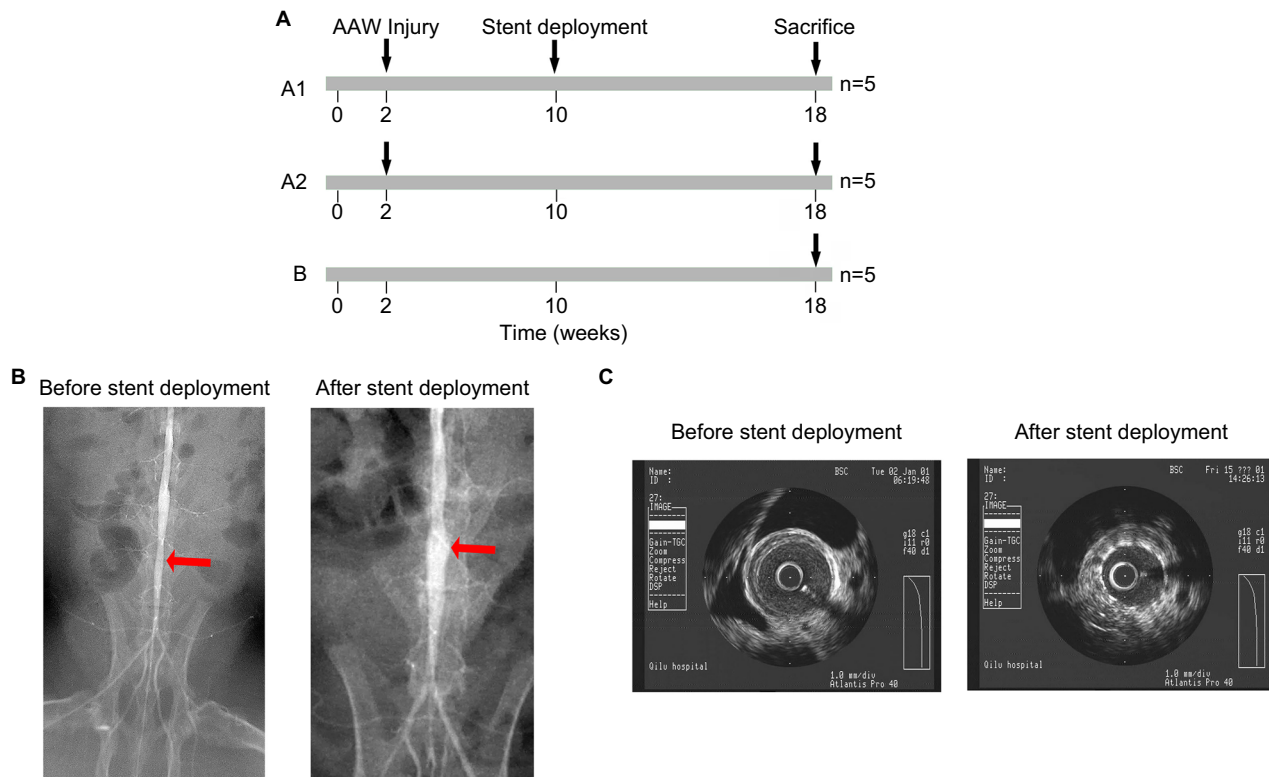 A
AAW Injury Stent deployment Sacrifice
A1 n=5
0 2 10 18
A2 n=5
0 2 10 18
B n=5
0 2 10 18
Time (weeks)
B
Before stent deployment After stent deployment
C
Before stent deployment After stent deployment
Name: BSC Tue 02 Jan 01
ID : 06:19:48
27:
IMAGE
g18 c1
Gain-TGC i11 r0
Zoom f40 d1
Compress
Reject
Rotate
DSP
Help
Qilu hospital
1.0 mm/div
Atlantis Pro 40
Name: BSC Fri 15 ??? 01
ID : 14:26:13
27:
IMAGE
g18 c1
Gain-TGC i11 r0
Zoom f40 d1
Compress
Reject
Rotate
DSP
Help
Qilu hospital
1.0 mm/div
Atlantis Pro 40